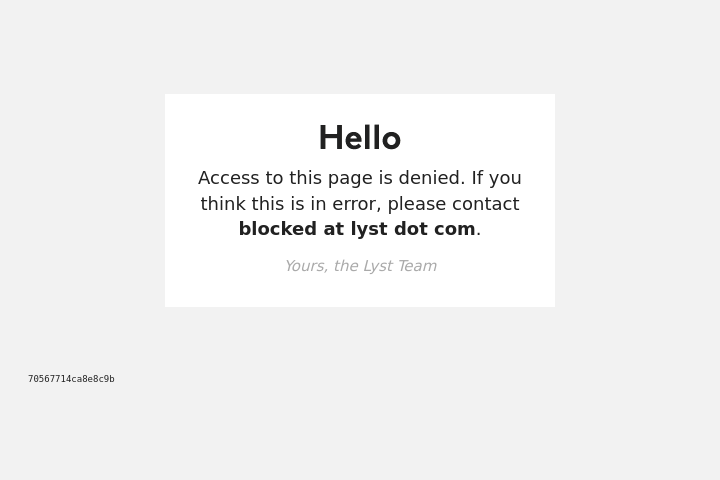 Hello
Access to this page is denied. If you
think this is in error, please contact
blocked at lyst dot com.
Yours, the Lyst Team
70567714ca8e8c9b